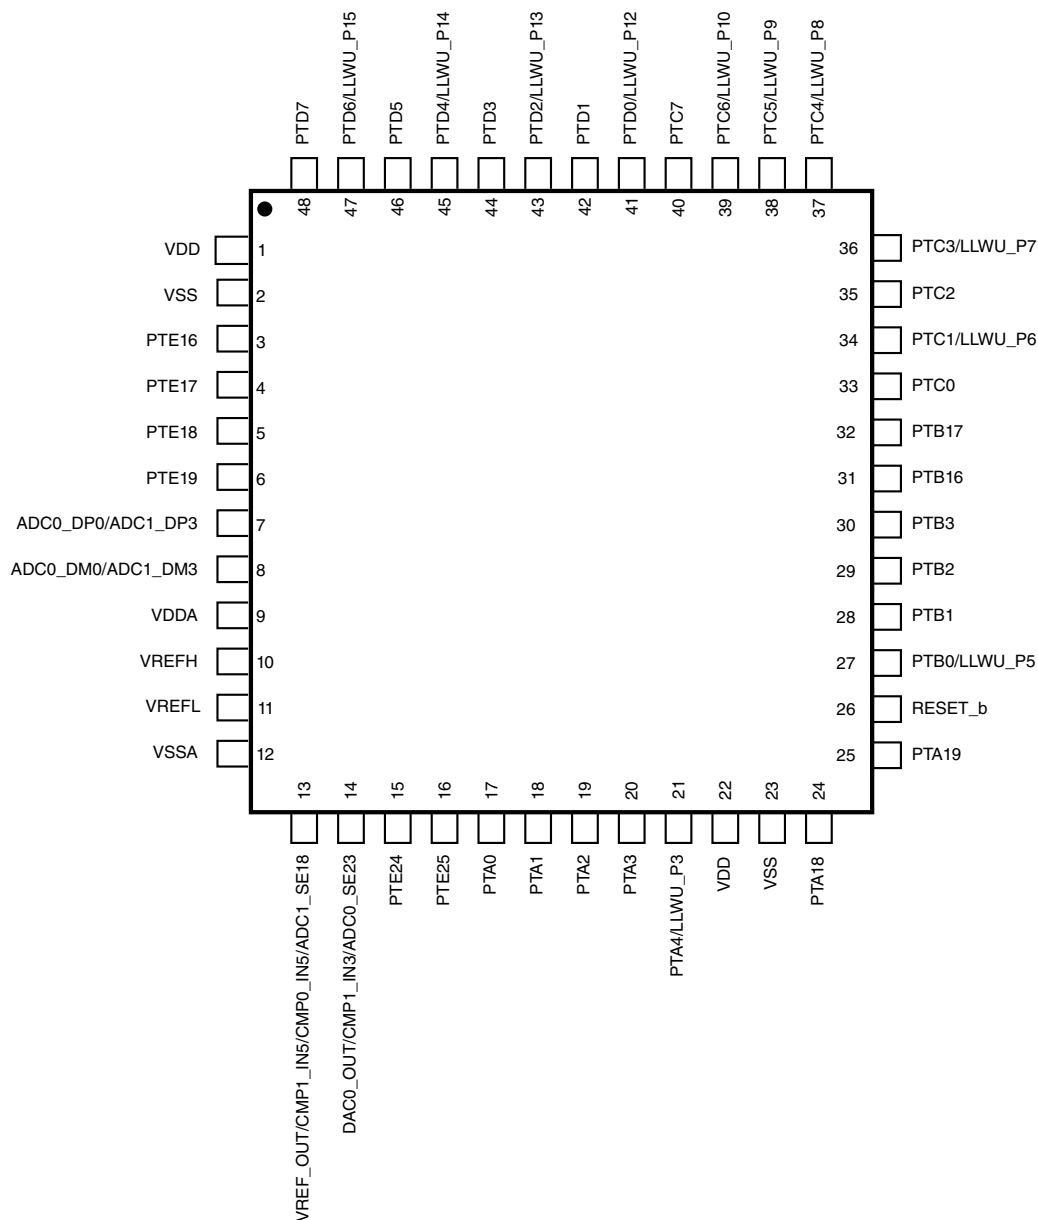 PTD7
PTD6/LLWU_P15
PTD5
PTD4/LLWU_P14
PTD3
PTD2/LLWU_P13
PTD1
PTD0/LLWU_P12
PTC7
PTC6/LLWU_P10
PTC5/LLWU_P9
PTC4/LLWU_P8
48
47
46
45
44
43
42
41
40
39
38
37
VDD 1
VSS 2
PTE16 3
PTE17 4
PTE18 5
PTE19 6
ADC0_DP0/ADC1_DP3 7
ADC0_DM0/ADC1_DM3 8
VDDA 9
VREFH 10
VREFL 11
VSSA 12
36 PTC3/LLWU_P7
35 PTC2
34 PTC1/LLWU_P6
33 PTC0
32 PTB17
31 PTB16
30 PTB3
29 PTB2
28 PTB1
27 PTB0/LLWU_P5
26 RESET_b
25 PTA19
13
14
15
16
17
18
19
20
21
22
23
24
VREF_OUT/CMP1_IN5/CMP0_IN5/ADC1_SE18
DAC0_OUT/CMP1_IN3/ADC0_SE23
PTE24
PTE25
PTA0
PTA1
PTA2
PTA3
PTA4/LLWU_P3
VDD
VSS
PTA18